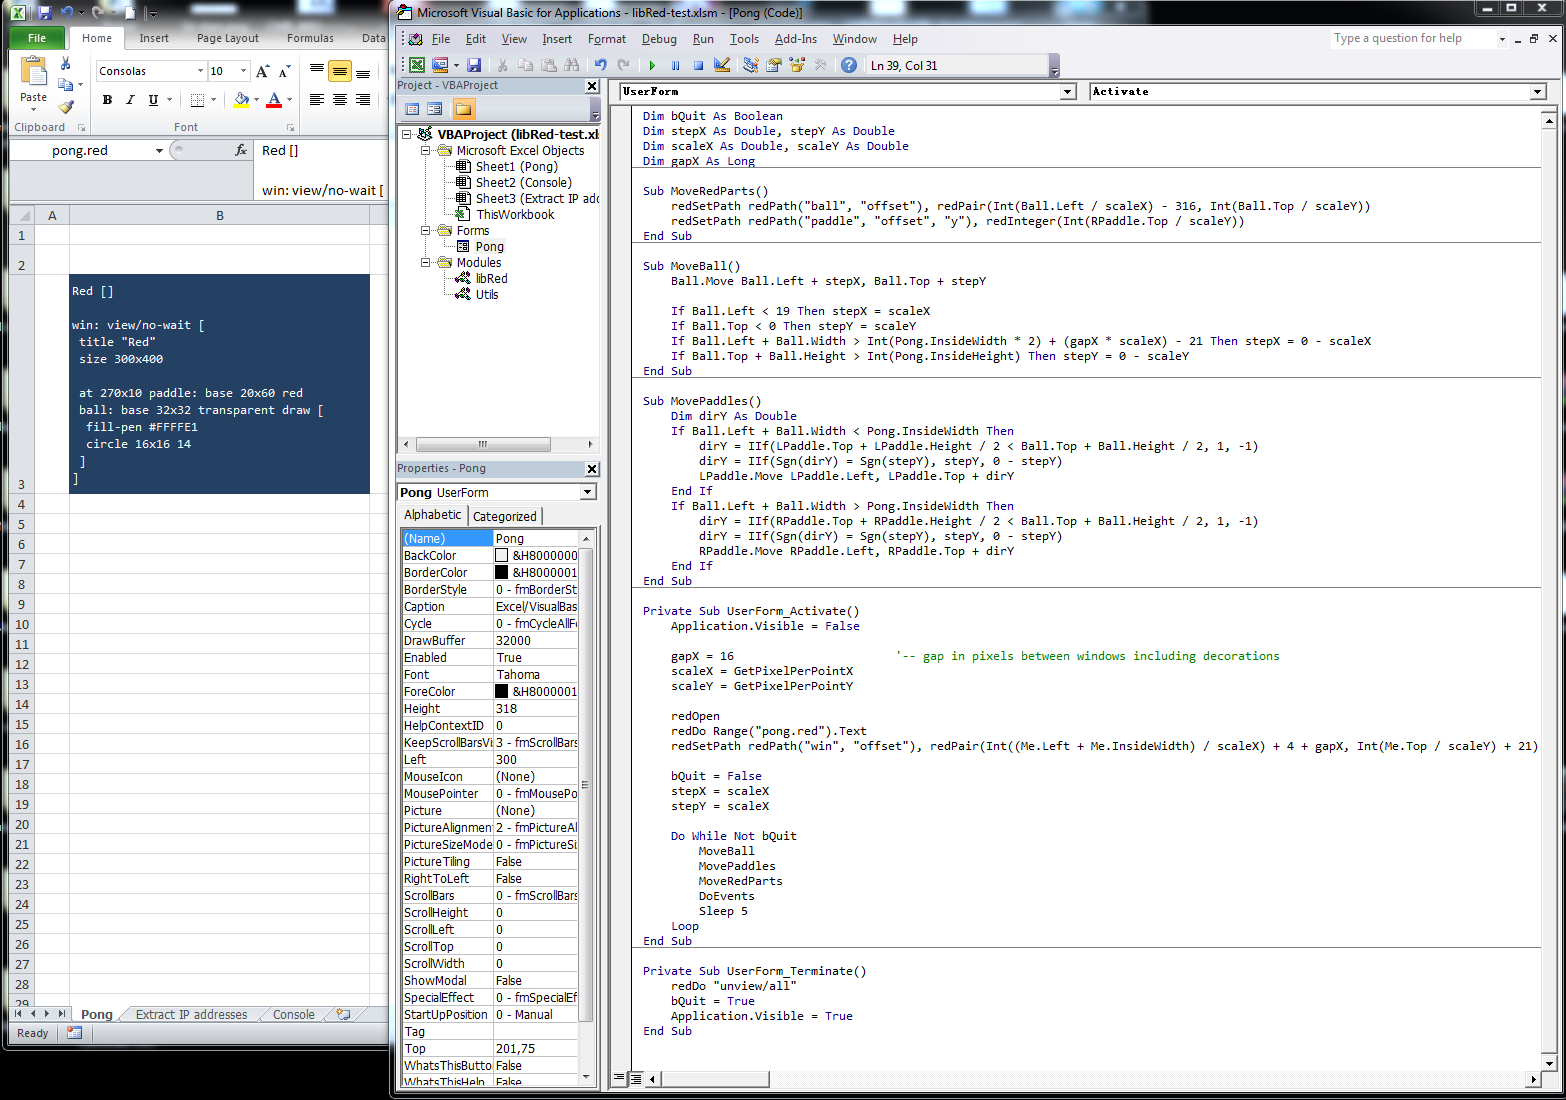 Microsoft Visual Basic for Applications - libRed-test.xlsm - [Pong (Code)]
File
Home
Insert
Page Layout
Formulas
Data
File Edit View Insert Format Debug Run Tools Add-Ins Window Help
Type a question for help
Ln 39, Col 31
Paste
Consolas
10
B I U
A A
A
Clipboard
Font
pong.red
fx
Red []
win: view/no-wait [
A
B
1
2
3
4
5
6
7
8
9
10
11
12
13
14
15
16
17
18
19
20
21
22
23
24
25
26
27
28
29
Red []
win: view/no-wait [
title "Red"
size 300x400
at 270x10 paddle: base 20x60 red
ball: base 32x32 transparent draw [
fill-pen #FFFFE1
circle 16x16 14
]
]
Pong
Extract IP addresses
Console
Ready
Project - VBAProject
VBAProject (libRed-test.xl
Microsoft Excel Objects
Sheet1 (Pong)
Sheet2 (Console)
Sheet3 (Extract IP add
ThisWorkbook
Forms
Pong
Modules
libRed
Utils
Properties - Pong
Pong UserForm
Alphabetic
Categorized
(Name) Pong
BackColor &H8000000
BorderColor &H8000001
BorderStyle 0 - fmBorderSt
Caption Excel/VisualBas
Cycle 0 - fmCycleAllFo
DrawBuffer 32000
Enabled True
Font Tahoma
ForeColor &H8000001
Height 318
HelpContextID 0
KeepScrollBarsVi 3 - fmScrollBars
Left 300
MouseIcon (None)
MousePointer 0 - fmMousePo
Picture (None)
PictureAlignmen 2 - fmPictureAl
PictureSizeMode 0 - fmPictureSi
PictureTiling False
RightToLeft False
ScrollBars 0 - fmScrollBars
ScrollHeight 0
ScrollLeft 0
ScrollTop 0
ScrollWidth 0
ShowModal False
SpecialEffect 0 - fmSpecialEf
StartUpPosition 0 - Manual
Tag
Top 201,75
WhatsThisButto False
WhatsThisHelp False
UserForm
Activate
Dim bQuit As Boolean
Dim stepX As Double, stepY As Double
Dim scaleX As Double, scaleY As Double
Dim gapX As Long
Sub MoveRedParts()
redSetPath redPath("ball", "offset"), redPair(Int(Ball.Left / scaleX) - 316, Int(Ball.Top / scaleY))
redSetPath redPath("paddle", "offset", "y"), redInteger(Int(RPaddle.Top / scaleY))
End Sub
Sub MoveBall()
Ball.Move Ball.Left + stepX, Ball.Top + stepY
If Ball.Left < 19 Then stepX = scaleX
If Ball.Top < 0 Then stepY = scaleY
If Ball.Left + Ball.Width > Int(Pong.InsideWidth * 2) + (gapX * scaleX) - 21 Then stepX = 0 - scaleX
If Ball.Top + Ball.Height > Int(Pong.InsideHeight) Then stepY = 0 - scaleY
End Sub
Sub MovePaddles()
Dim dirY As Double
If Ball.Left + Ball.Width < Pong.InsideWidth Then
dirY = IIf(LPaddle.Top + LPaddle.Height / 2 < Ball.Top + Ball.Height / 2, 1, -1)
dirY = IIf(Sgn(dirY) = Sgn(stepY), stepY, 0 - stepY)
LPaddle.Move LPaddle.Left, LPaddle.Top + dirY
End If
If Ball.Left + Ball.Width > Pong.InsideWidth Then
dirY = IIf(RPaddle.Top + RPaddle.Height / 2 < Ball.Top + Ball.Height / 2, 1, -1)
dirY = IIf(Sgn(dirY) = Sgn(stepY), stepY, 0 - stepY)
RPaddle.Move RPaddle.Left, RPaddle.Top + dirY
End If
End Sub
Private Sub UserForm_Activate()
Application.Visible = False
gapX = 16 '-- gap in pixels between windows including decorations
scaleX = GetPixelPerPointX
scaleY = GetPixelPerPointY
redOpen
redDo Range("pong.red").Text
redSetPath redPath("win", "offset"), redPair(Int((Me.Left + Me.InsideWidth) / scaleX) + 4 + gapX, Int(Me.Top / scaleY) + 21)
bQuit = False
stepX = scaleX
stepY = scaleX
Do While Not bQuit
MoveBall
MovePaddles
MoveRedParts
DoEvents
Sleep 5
Loop
End Sub
Private Sub UserForm_Terminate()
redDo "unview/all"
bQuit = True
Application.Visible = True
End Sub